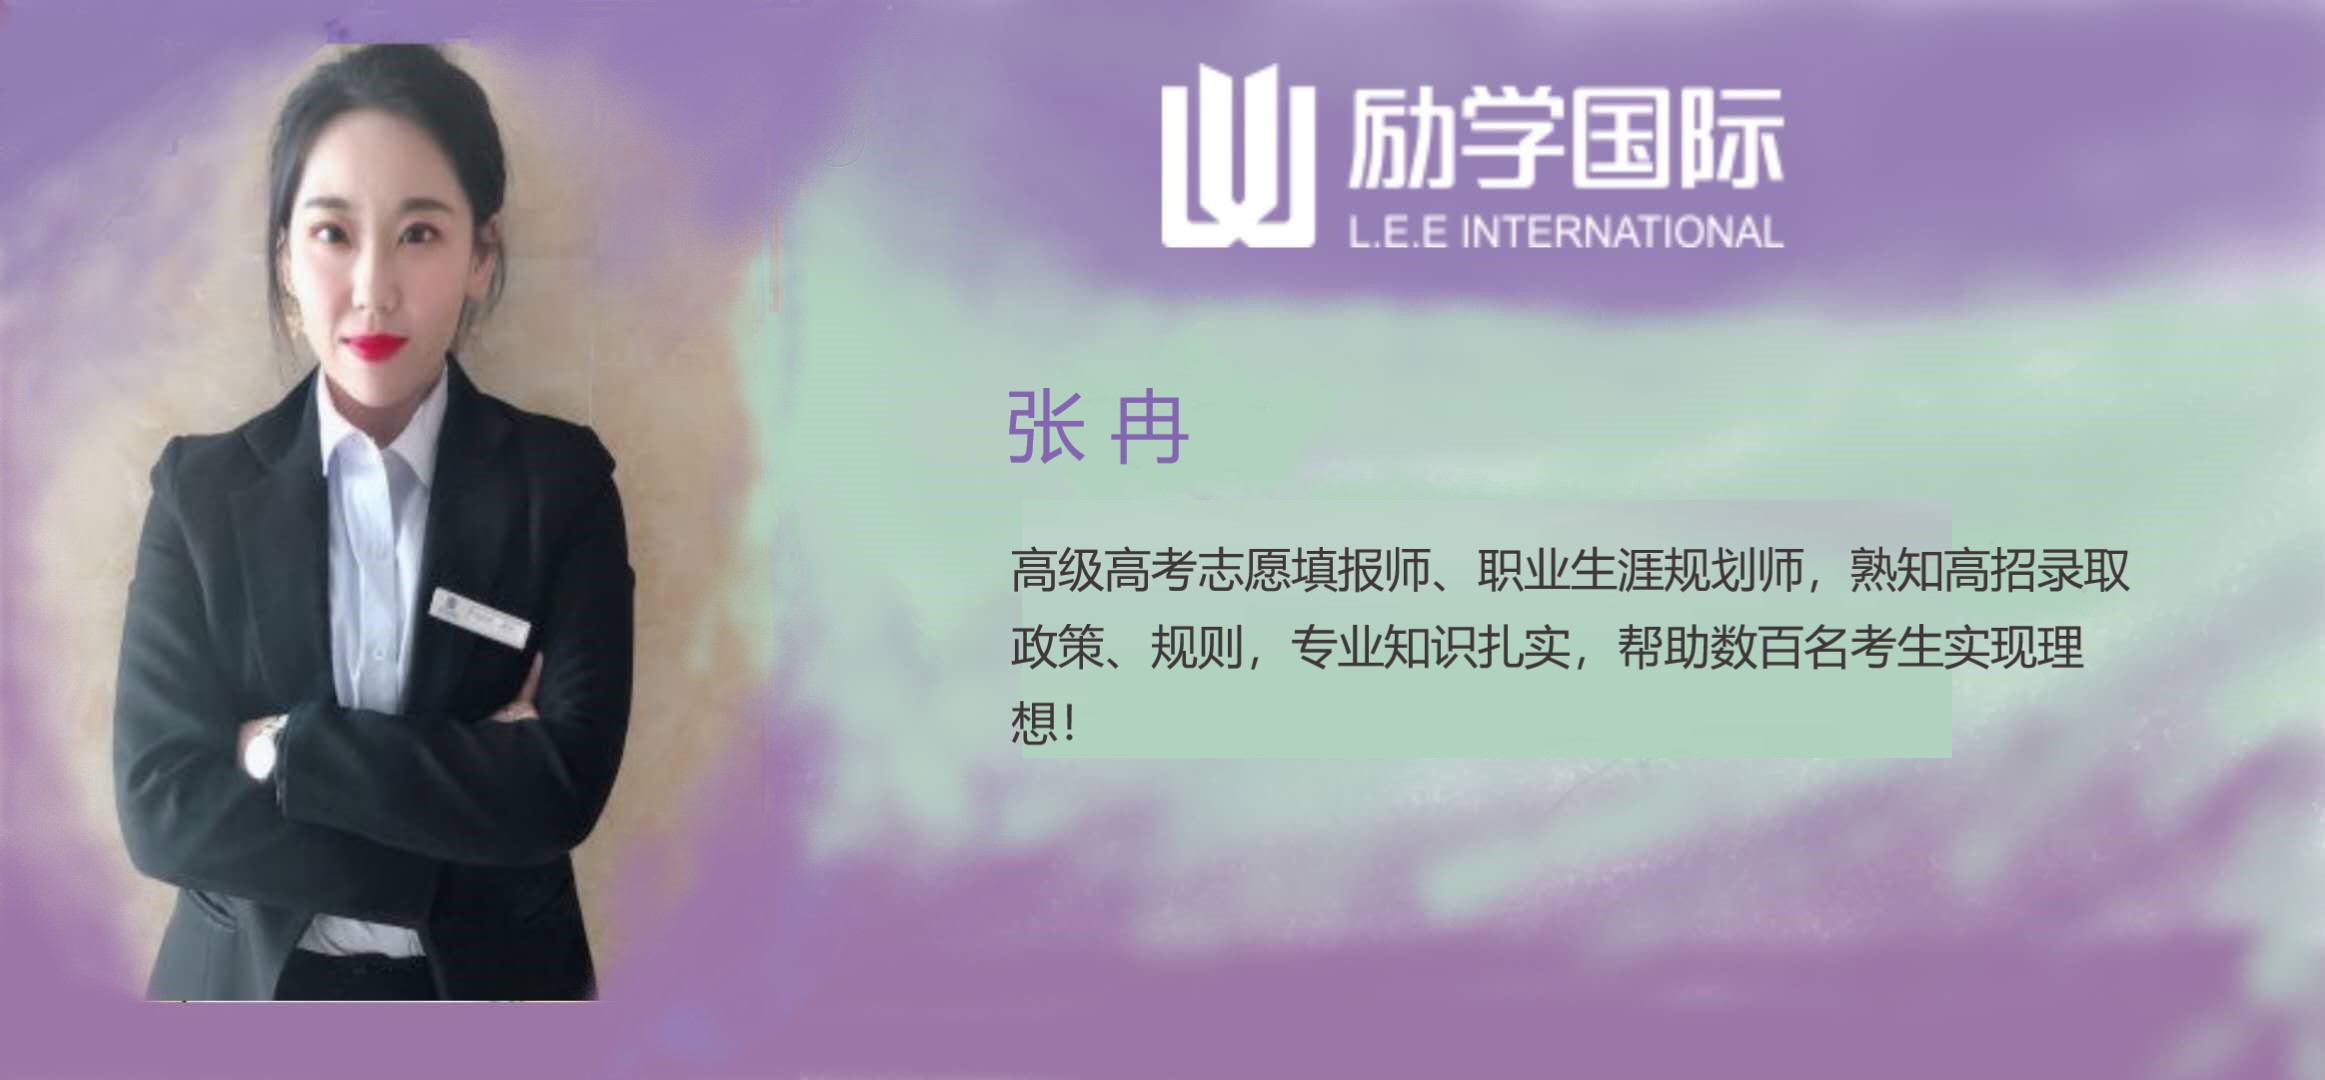 励学国际
L.E.E INTERNATIONAL
张 冉
高级高考志愿填报师、职业生涯规划师，熟知高招录取
政策、规则，专业知识扎实，帮助数百名考生实现理
想！